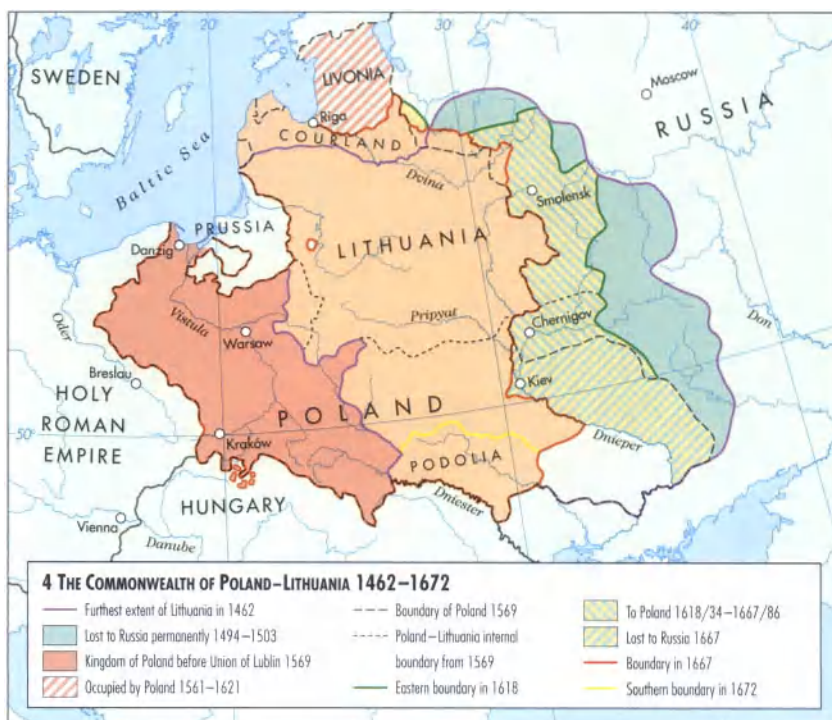 20
30
SWEDEN
LIVONIA
Moscow
RUSSIA
Riga
COURLAND
Baltic Sea
Dvina
Smolensk
PRUSSIA
LITHUANIA
Danzig
Vistula
Pripyat
Chernigov
Don
Oder
Warsaw
Breslau
Kiev
HOLY
ROMAN
EMPIRE
POLAND
50°
Kraków
Dnieper
PODOLIA
HUNGARY
Dniester
Vienna
Danube
4 THE COMMONWEALTH OF POLAND–LITHUANIA 1462–1672
Furthest extent of Lithuania in 1462
Lost to Russia permanently 1494–1503
Kingdom of Poland before Union of Lublin 1569
Occupied by Poland 1561–1621
Boundary of Poland 1569
Poland–Lithuania internal
boundary from 1569
Eastern boundary in 1618
To Poland 1618/34–1667/86
Lost to Russia 1667
Boundary in 1667
Southern boundary in 1672